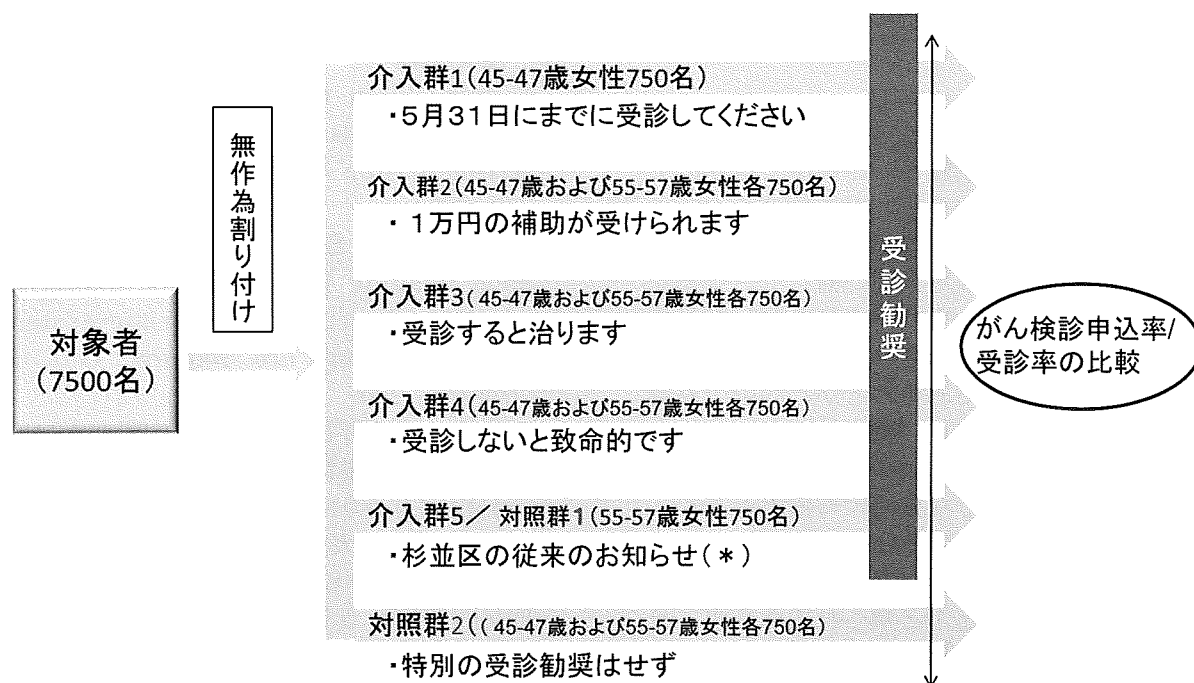 対象者
(7500名)
無作為割り付け
介入群1(45-47歳女性750名)
・5月31日にまでに受診してください
介入群2(45-47歳および55-57歳女性各750名)
・1万円の補助が受けられます
介入群3(45-47歳および55-57歳女性各750名)
・受診すると治ります
介入群4(45-47歳および55-57歳女性各750名)
・受診しないと致命的です
介入群5／対照群1(55-57歳女性750名)
・杉並区の従来のお知らせ(＊)
対照群2((45-47歳および55-57歳女性各750名)
・特別の受診勧奨はせず
受診勧奨
がん検診申込率/
受診率の比較